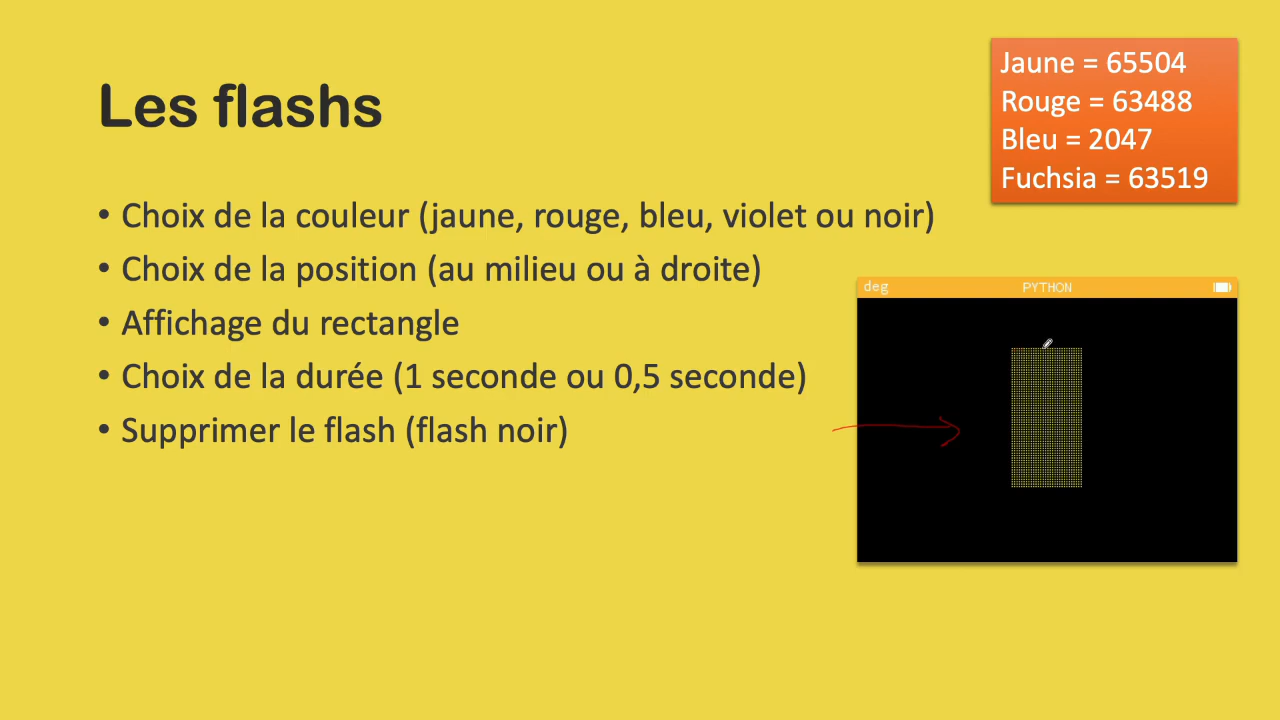 Les flashs
Jaune = 65504
Rouge = 63488
Bleu = 2047
Fuchsia = 63519
• Choix de la couleur (jaune, rouge, bleu, violet ou noir)
• Choix de la position (au milieu ou à droite)
• Affichage du rectangle
• Choix de la durée (1 seconde ou 0,5 seconde)
• Supprimer le flash (flash noir)
deg PYTHON